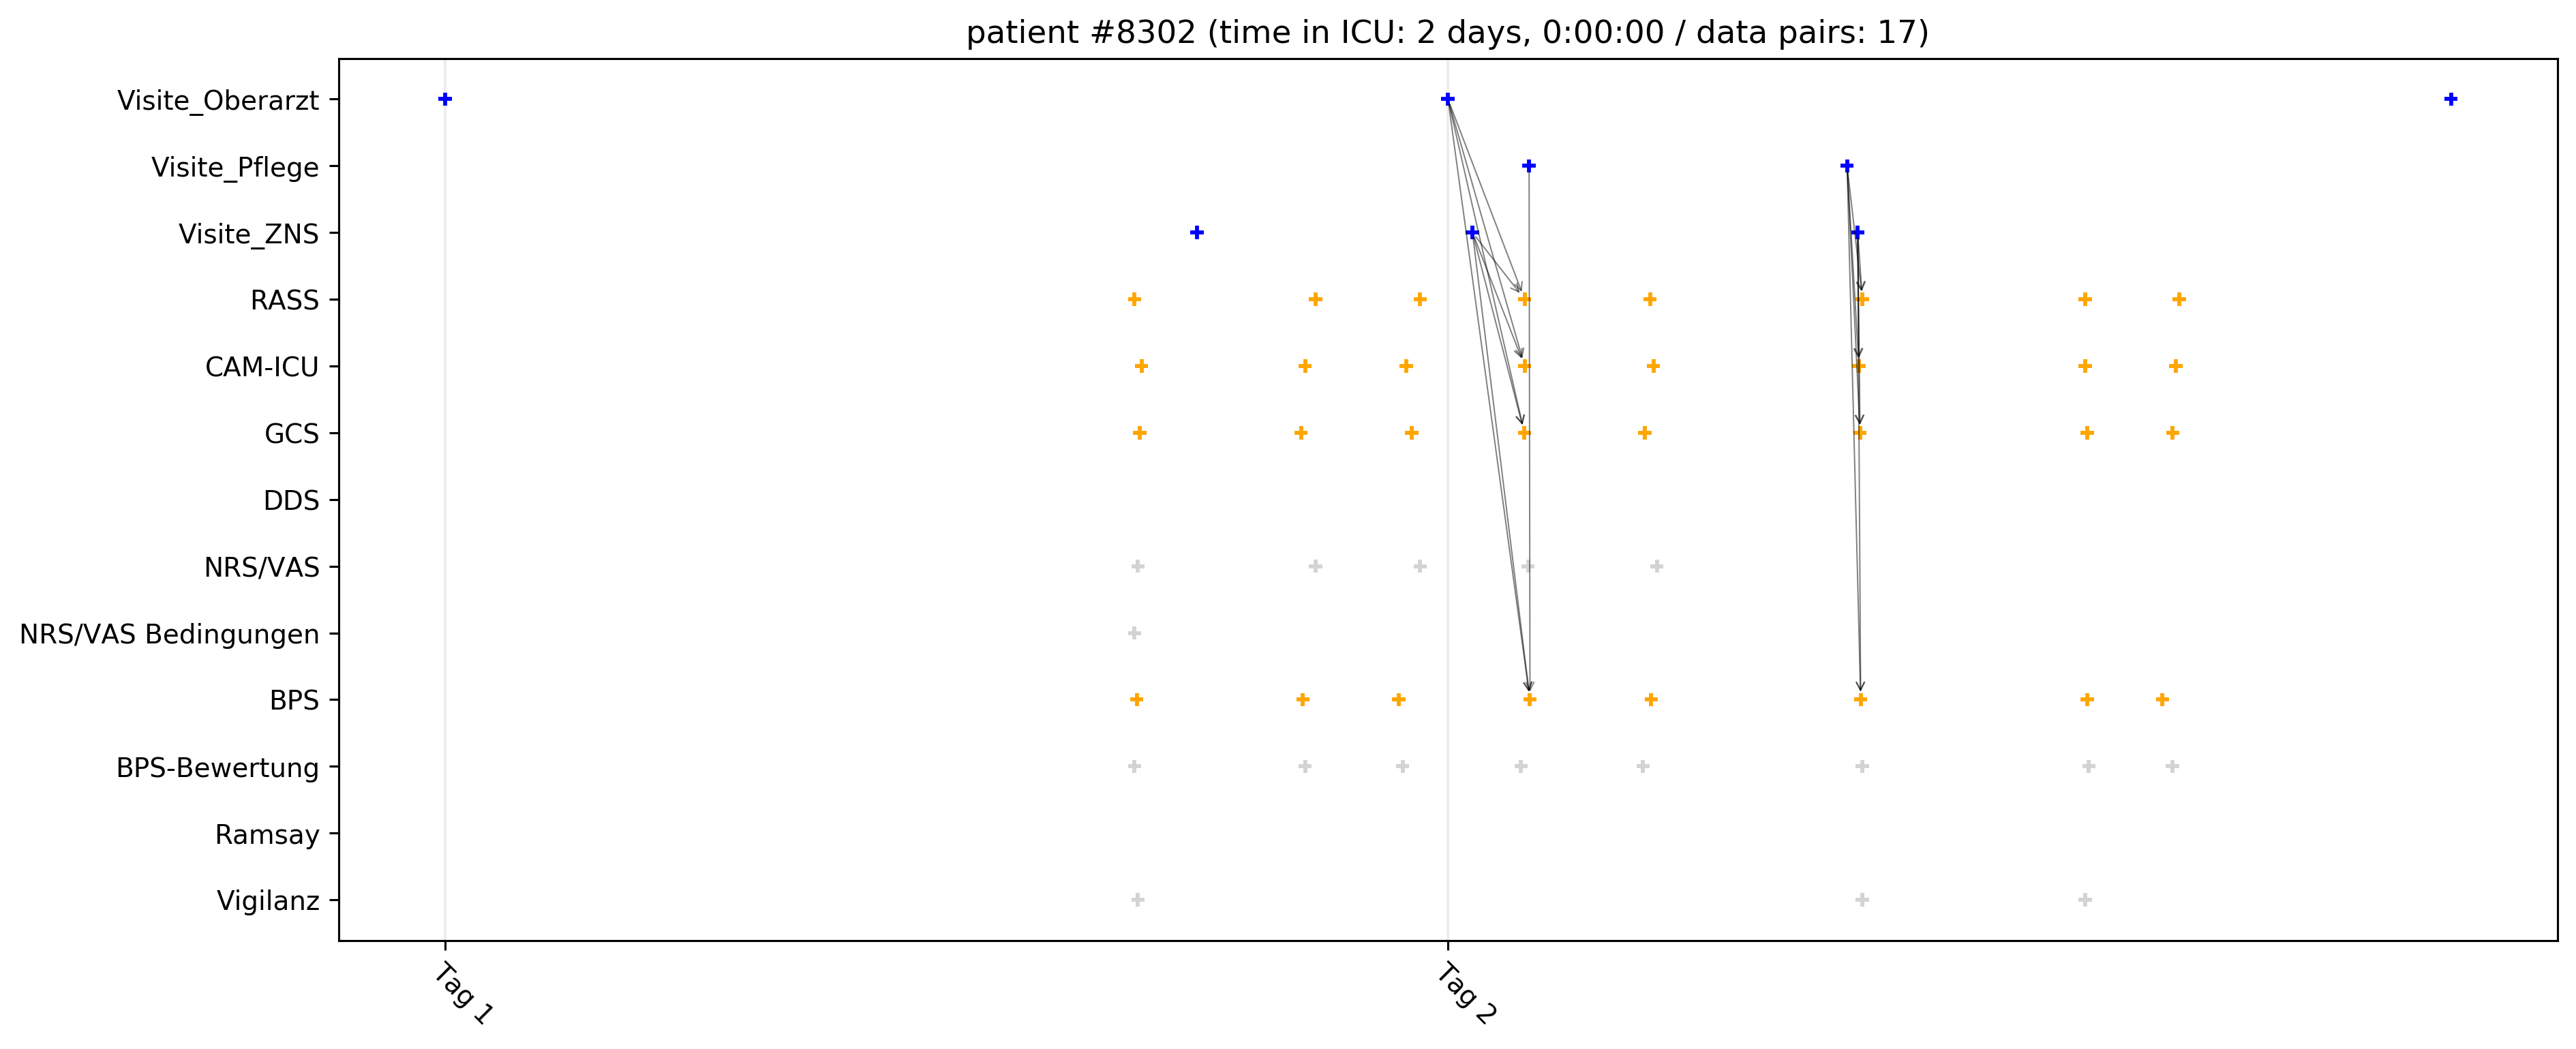 patient #8302 (time in ICU: 2 days, 0:00:00 / data pairs: 17)
Visite_Oberarzt
Visite_Pflege
Visite_ZNS
RASS
CAM-ICU
GCS
DDS
NRS/VAS
NRS/VAS Bedingungen
BPS
BPS-Bewertung
Ramsay
Vigilanz
Tag 1
Tag 2